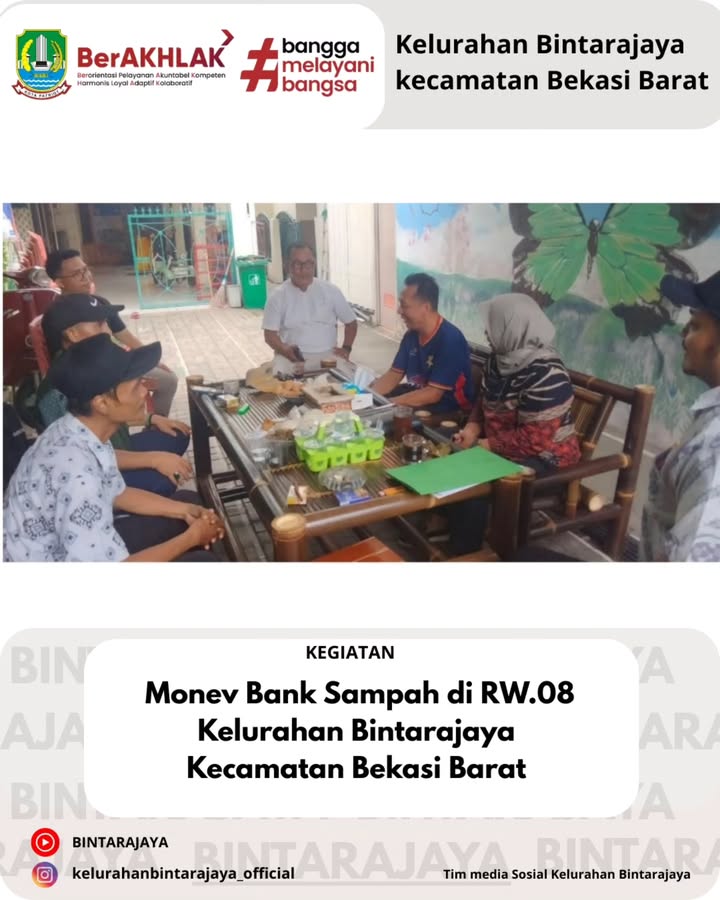 BerAKHLAK
Berorientasi Pelayanan Akuntabel Kompeten
Harmonis Loyal Adaptif Kolaboratif
#bangga
melayani
bangsa
Kelurahan Bintarajaya
kecamatan Bekasi Barat
KEGIATAN
Monev Bank Sampah di RW.08
Kelurahan Bintarajaya
Kecamatan Bekasi Barat
BINTARAJAYA
kelurahanbintarajaya_official
Tim media Sosial Kelurahan Bintarajaya
BINTARAJAYA